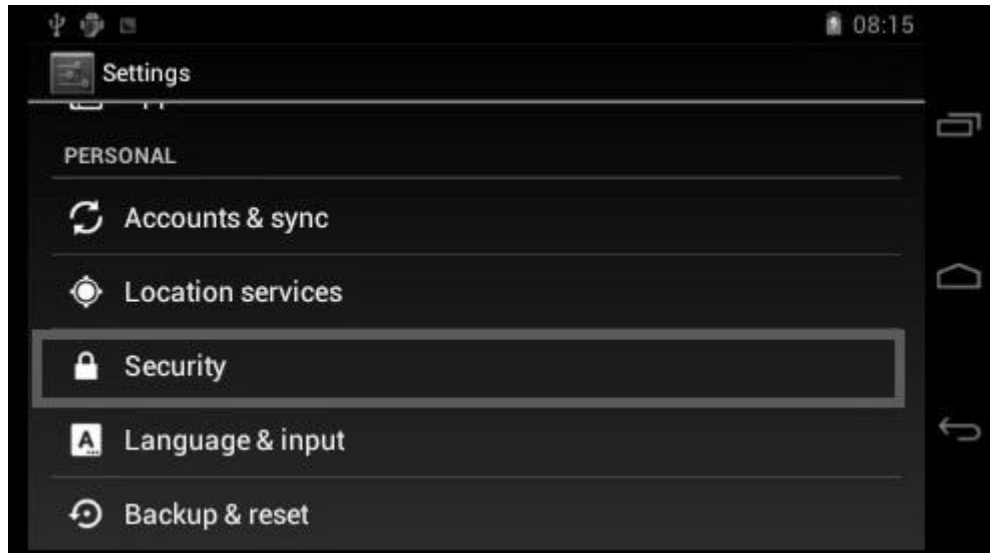 08:15
Settings
PERSONAL
Accounts & sync
Location services
Security
Language & input
Backup & reset